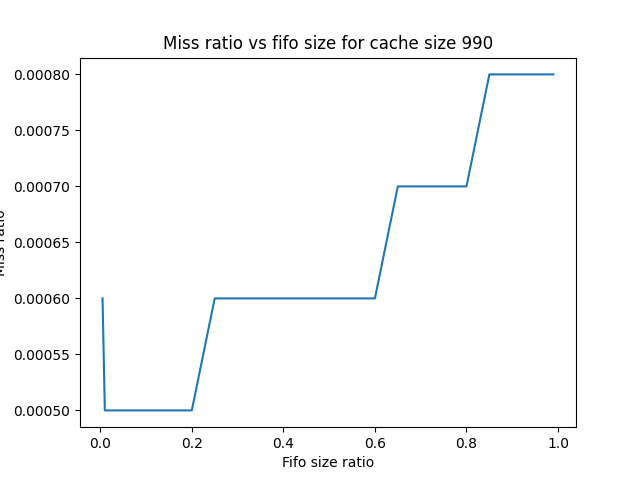 Miss ratio vs fifo size for cache size 990
0.00080
0.00075
0.00070
0.00065
0.00060
0.00055
0.00050
Miss ratio
0.0 0.2 0.4 0.6 0.8 1.0
Fifo size ratio